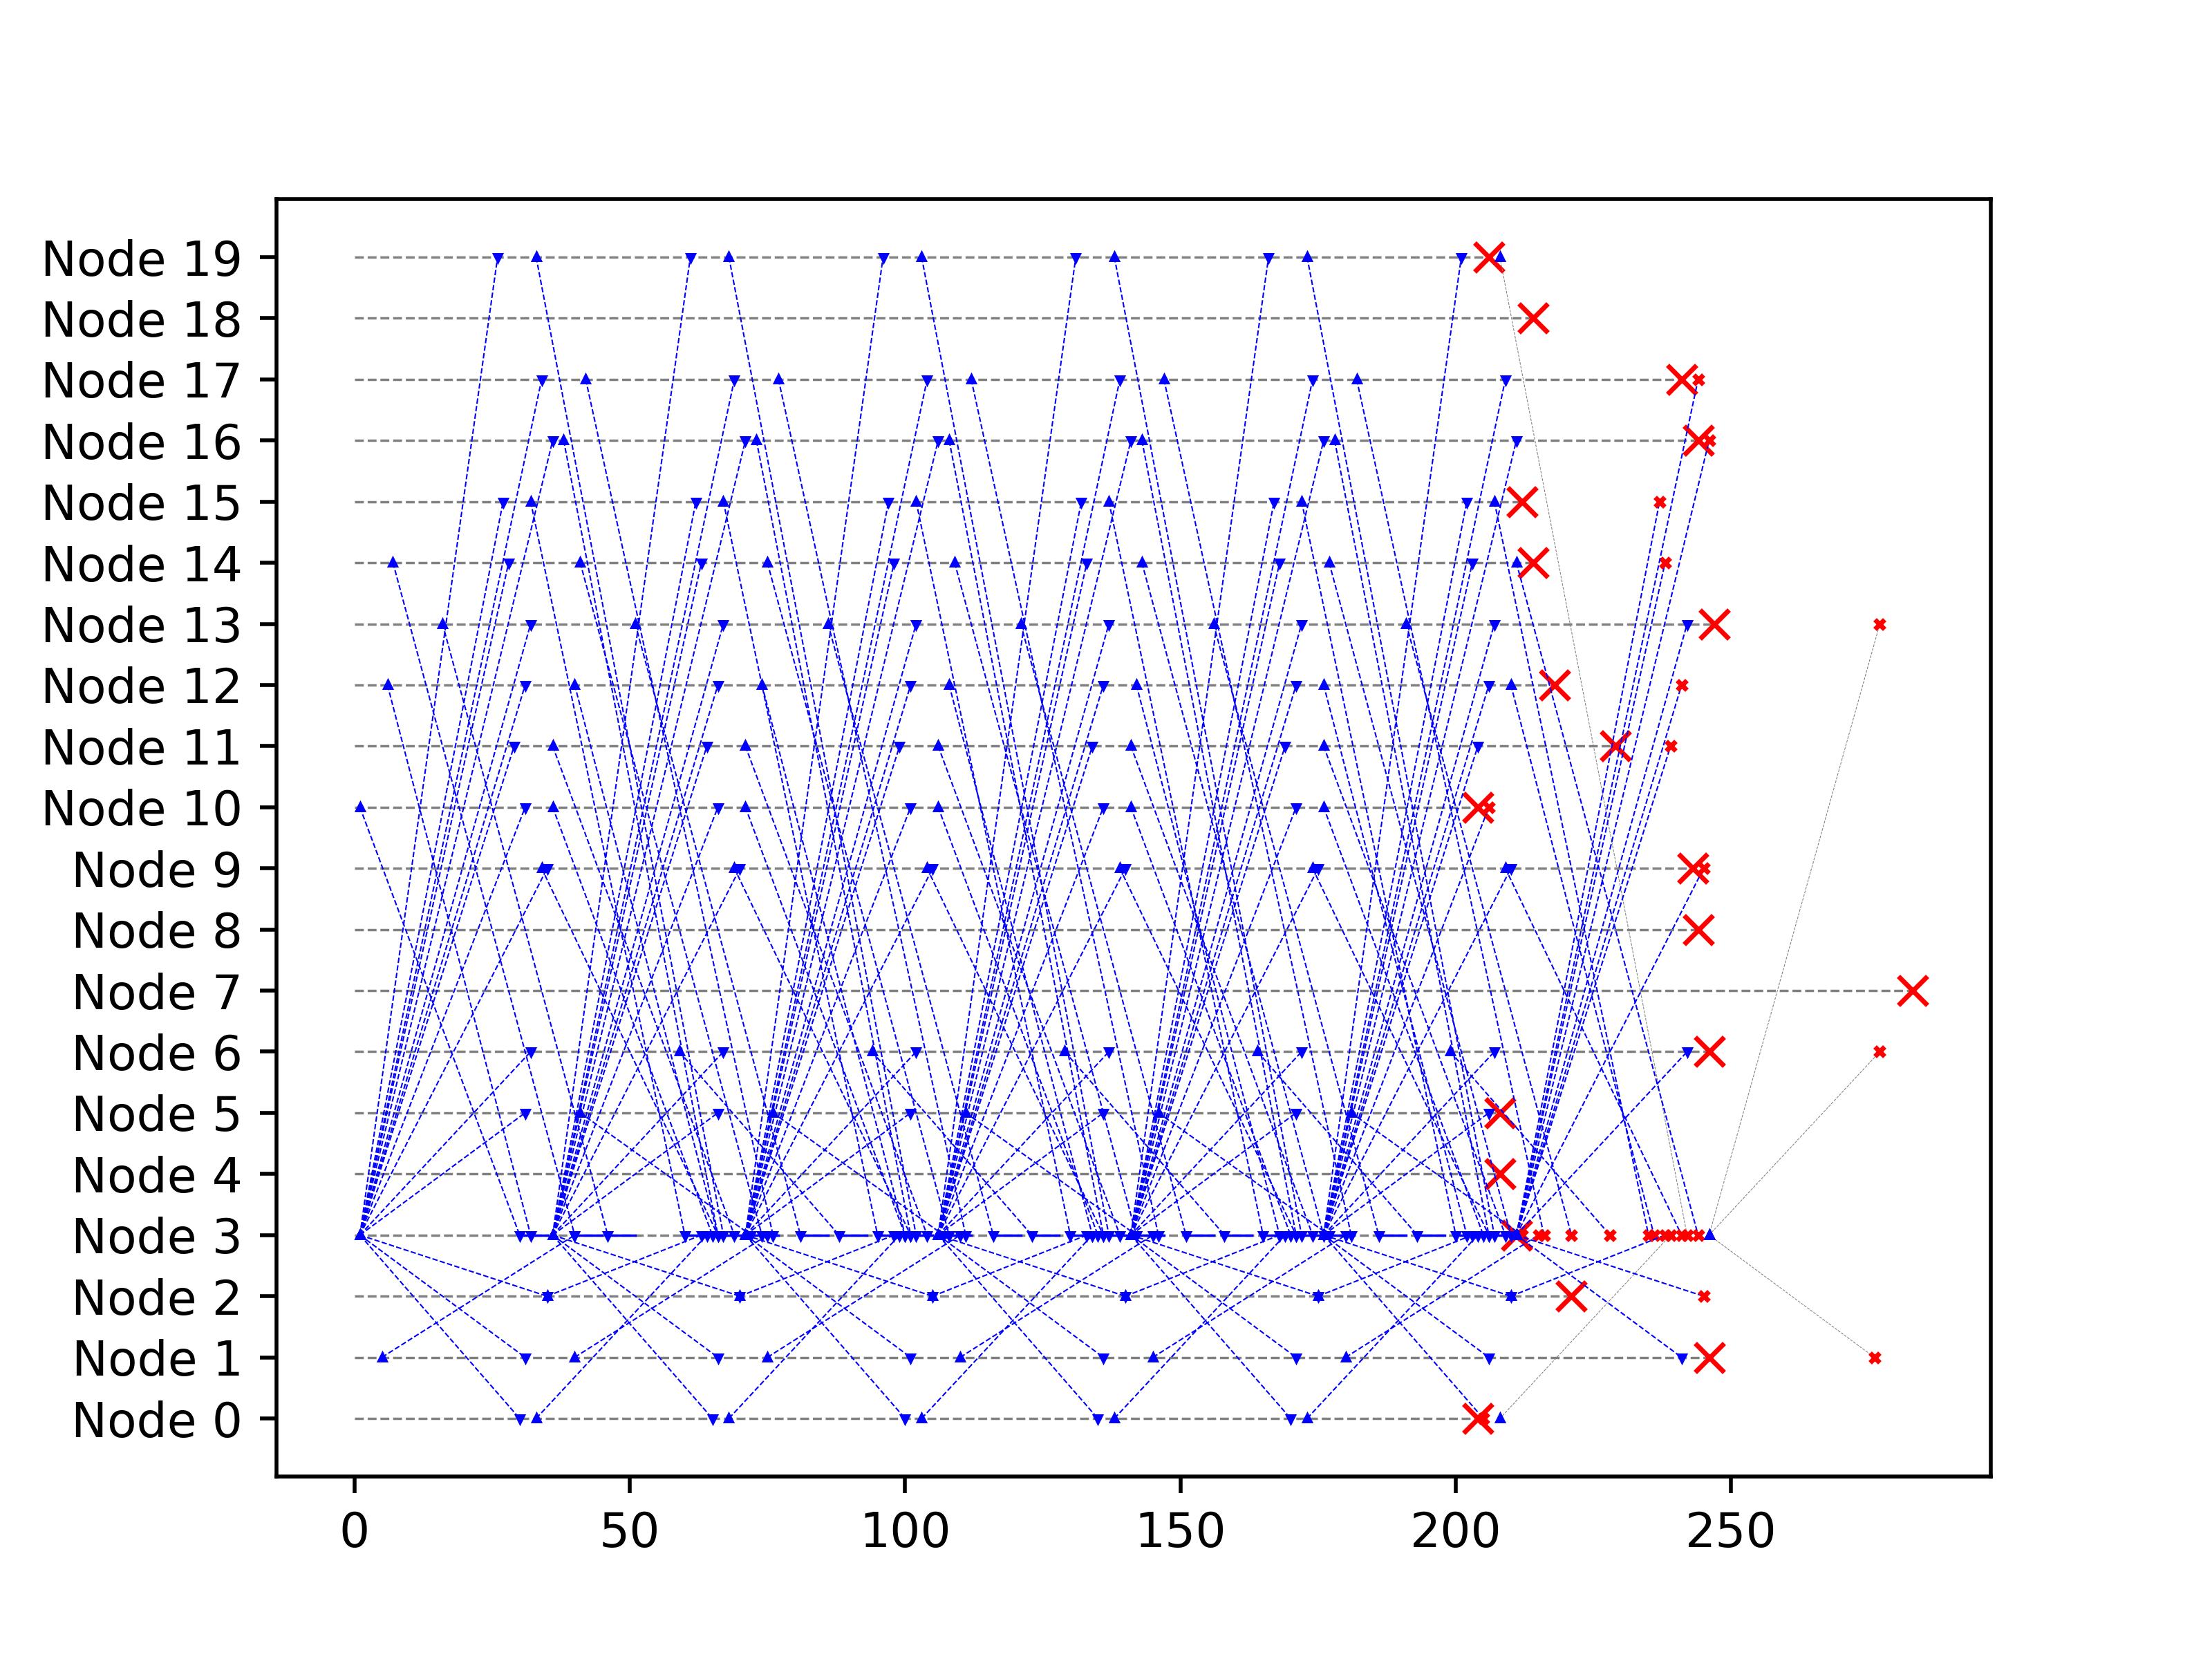 Node 19
Node 18
Node 17
Node 16
Node 15
Node 14
Node 13
Node 12
Node 11
Node 10
Node 9
Node 8
Node 7
Node 6
Node 5
Node 4
Node 3
Node 2
Node 1
Node 0
0 50 100 150 200 250